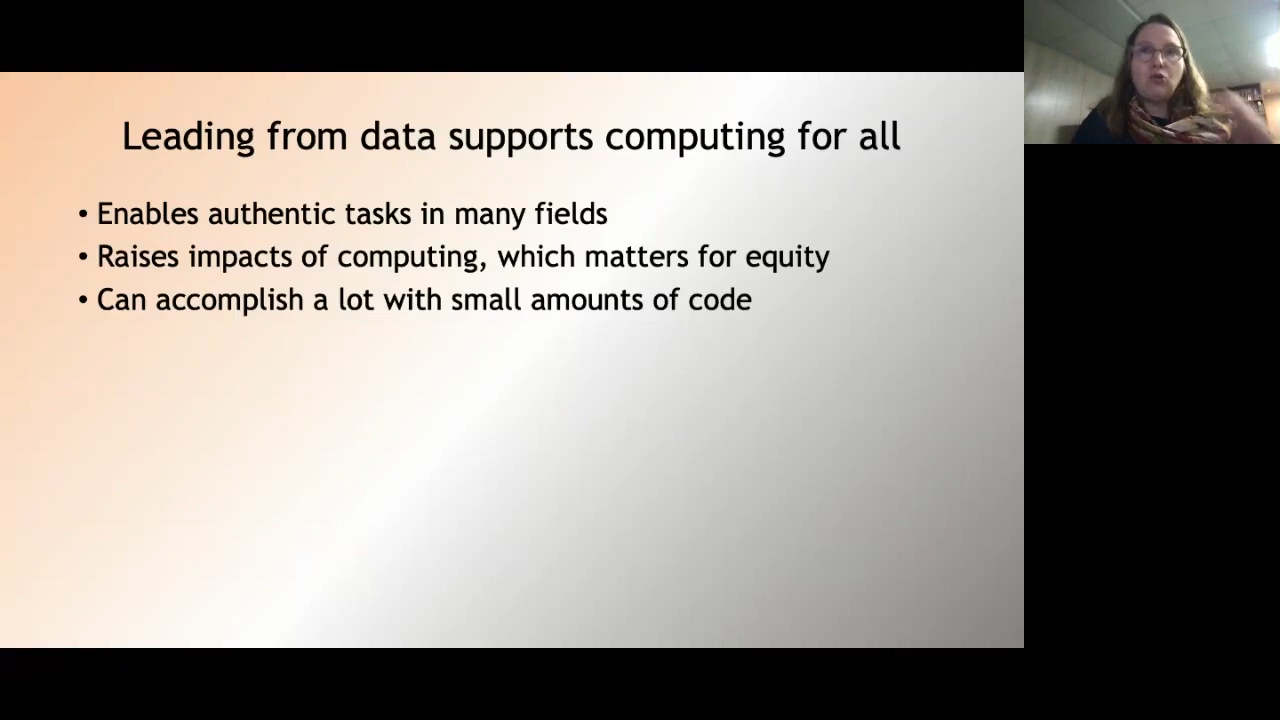 Leading from data supports computing for all
• Enables authentic tasks in many fields
• Raises impacts of computing, which matters for equity
• Can accomplish a lot with small amounts of code